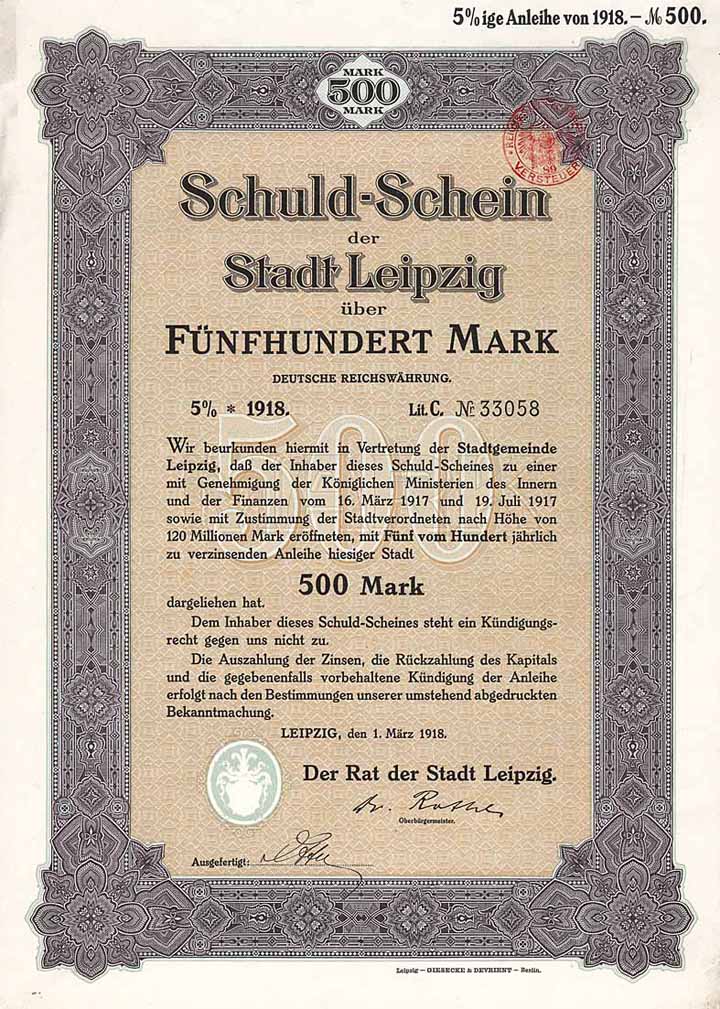 5% ige Anleihe von 1918. – ℳ 500.
MARK
500
MARK
VERSTEUERT
Schuld-Schein
der
Stadt Leipzig
über
FÜNFHUNDERT MARK
DEUTSCHE REICHSWÄHRUNG.
5% * 1918. Lit. C. № 33058
500
Wir beurkunden hiermit in Vertretung der Stadtgemeinde
Leipzig, daß der Inhaber dieses Schuld-Scheines zu einer
mit Genehmigung der Königlichen Ministerien des Innern
und der Finanzen vom 16. März 1917 und 19. Juli 1917
sowie mit Zustimmung der Stadtverordneten nach Höhe von
120 Millionen Mark eröffneten, mit Fünf vom Hundert jährlich
zu verzinsenden Anleihe hiesiger Stadt
500 Mark
dargeliehen hat.
Dem Inhaber dieses Schuld-Scheines steht ein Kündigungs-
recht gegen uns nicht zu.
Die Auszahlung der Zinsen, die Rückzahlung des Kapitals
und die gegebenenfalls vorbehaltene Kündigung der Anleihe
erfolgt nach den Bestimmungen unserer umstehend abgedruckten
Bekanntmachung.
LEIPZIG, den 1. März 1918.
Der Rat der Stadt Leipzig.
Dr. Rothe
Oberbürgermeister.
Ausgefertigt:
Leipzig – GIESECKE & DEVRIENT – Berlin.